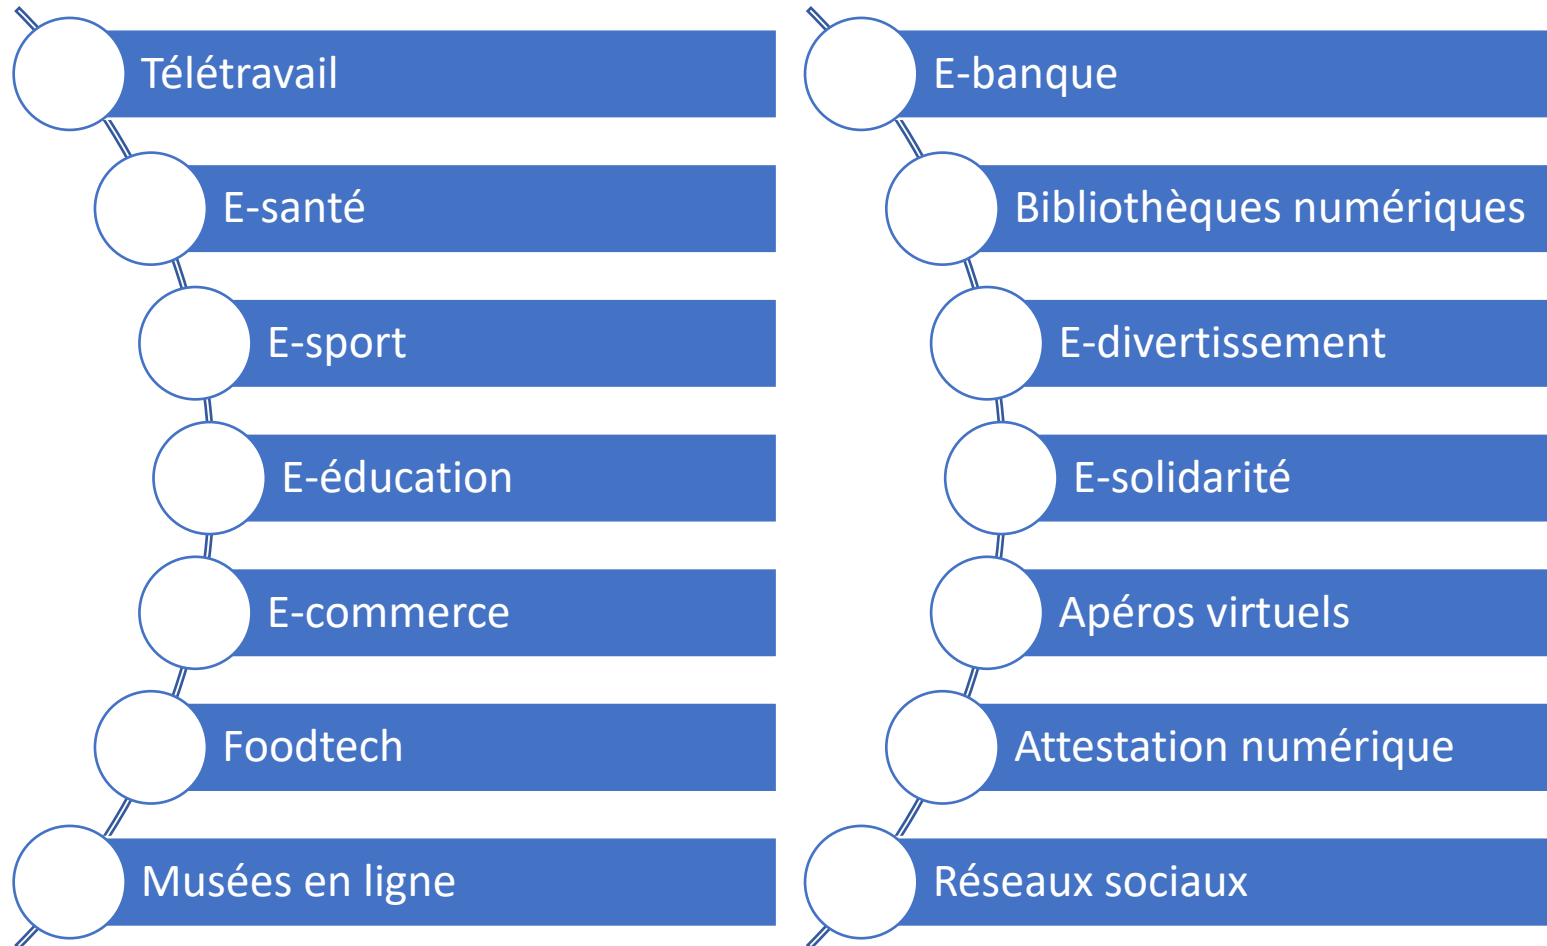 Télétravail
E-santé
E-sport
E-éducation
E-commerce
Foodtech
Musées en ligne
E-banque
Bibliothèques numériques
E-divertissement
E-solidarité
Apéros virtuels
Attestation numérique
Réseaux sociaux